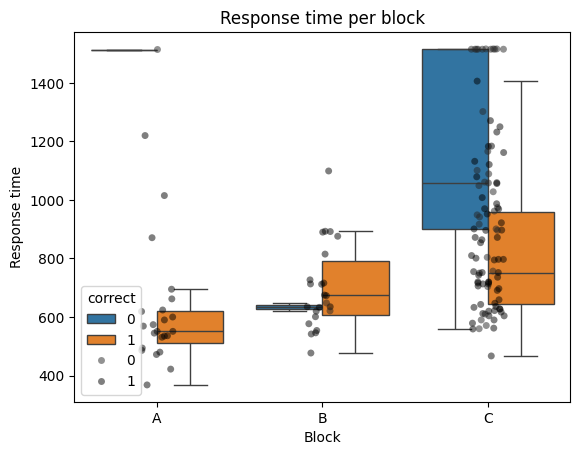 Response time per block
Response time
1400
1200
1000
800
600
400
correct
0
1
0
1
A
B
C
Block